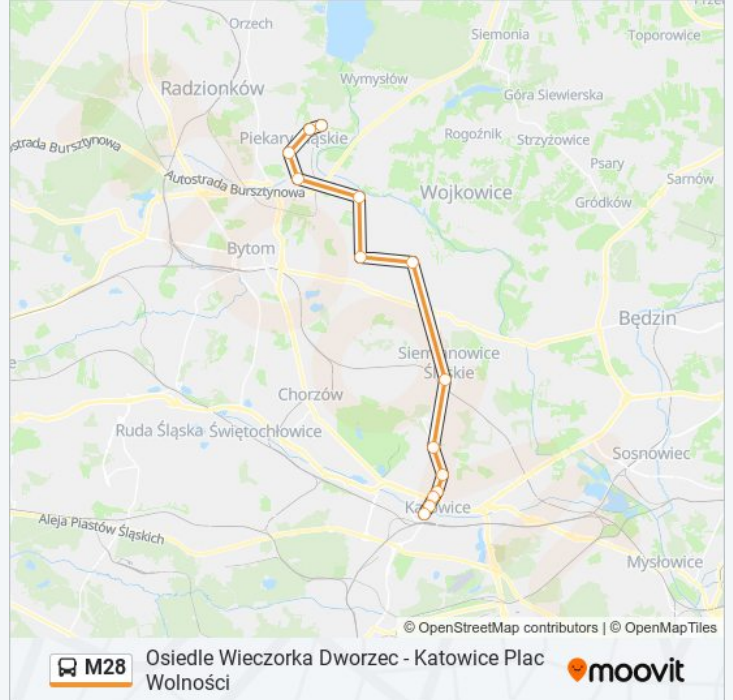 Orzech
Siemonia
Toporowice
Wymysłów
Radzionków
Góra Siewierska
Piekary Śląskie
Rogoźnik
Strzyżowice
strada Bursztynowa
Psary
Sarnów
Autostrada Bursztynowa
Wojkowice
Gródków
Bytom
Będzin
Siemianowice
Śląskie
Chorzów
Ruda Śląska
Świętochłowice
Sosnowiec
Katowice
Aleja Piastów Śląskich
Mysłowice
© OpenStreetMap contributors | © OpenMapTiles
M28
Osiedle Wieczorka Dworzec - Katowice Plac
Wolności
moovit